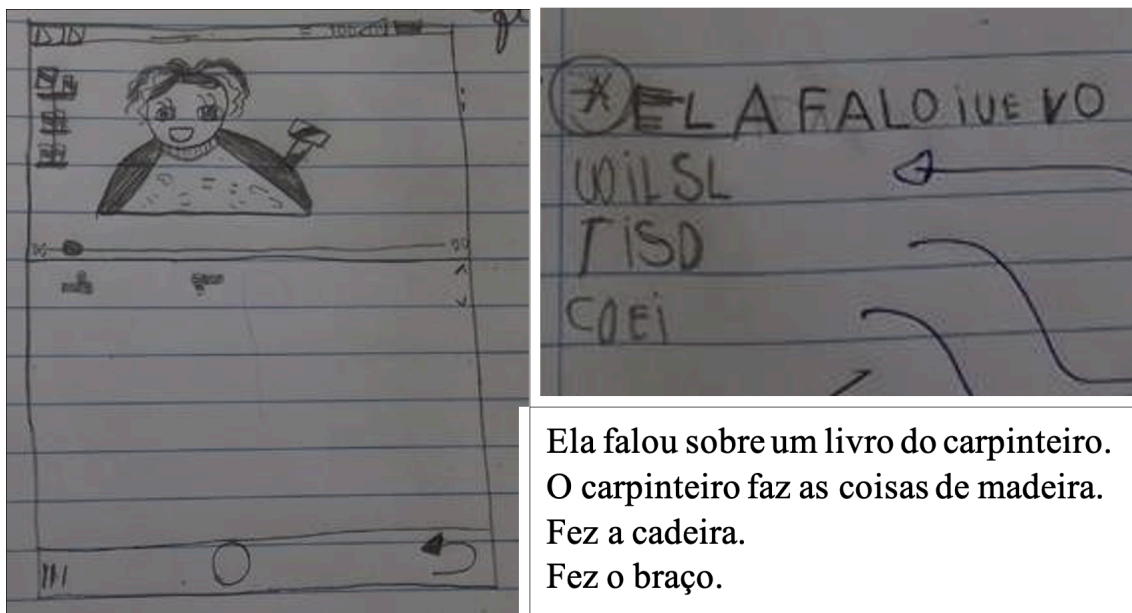 ELA FALO iUE VO
WiLSL
TiSD
COEi
Ela falou sobre um livro do carpinteiro.
O carpinteiro faz as coisas de madeira.
Fez a cadeira.
Fez o braço.